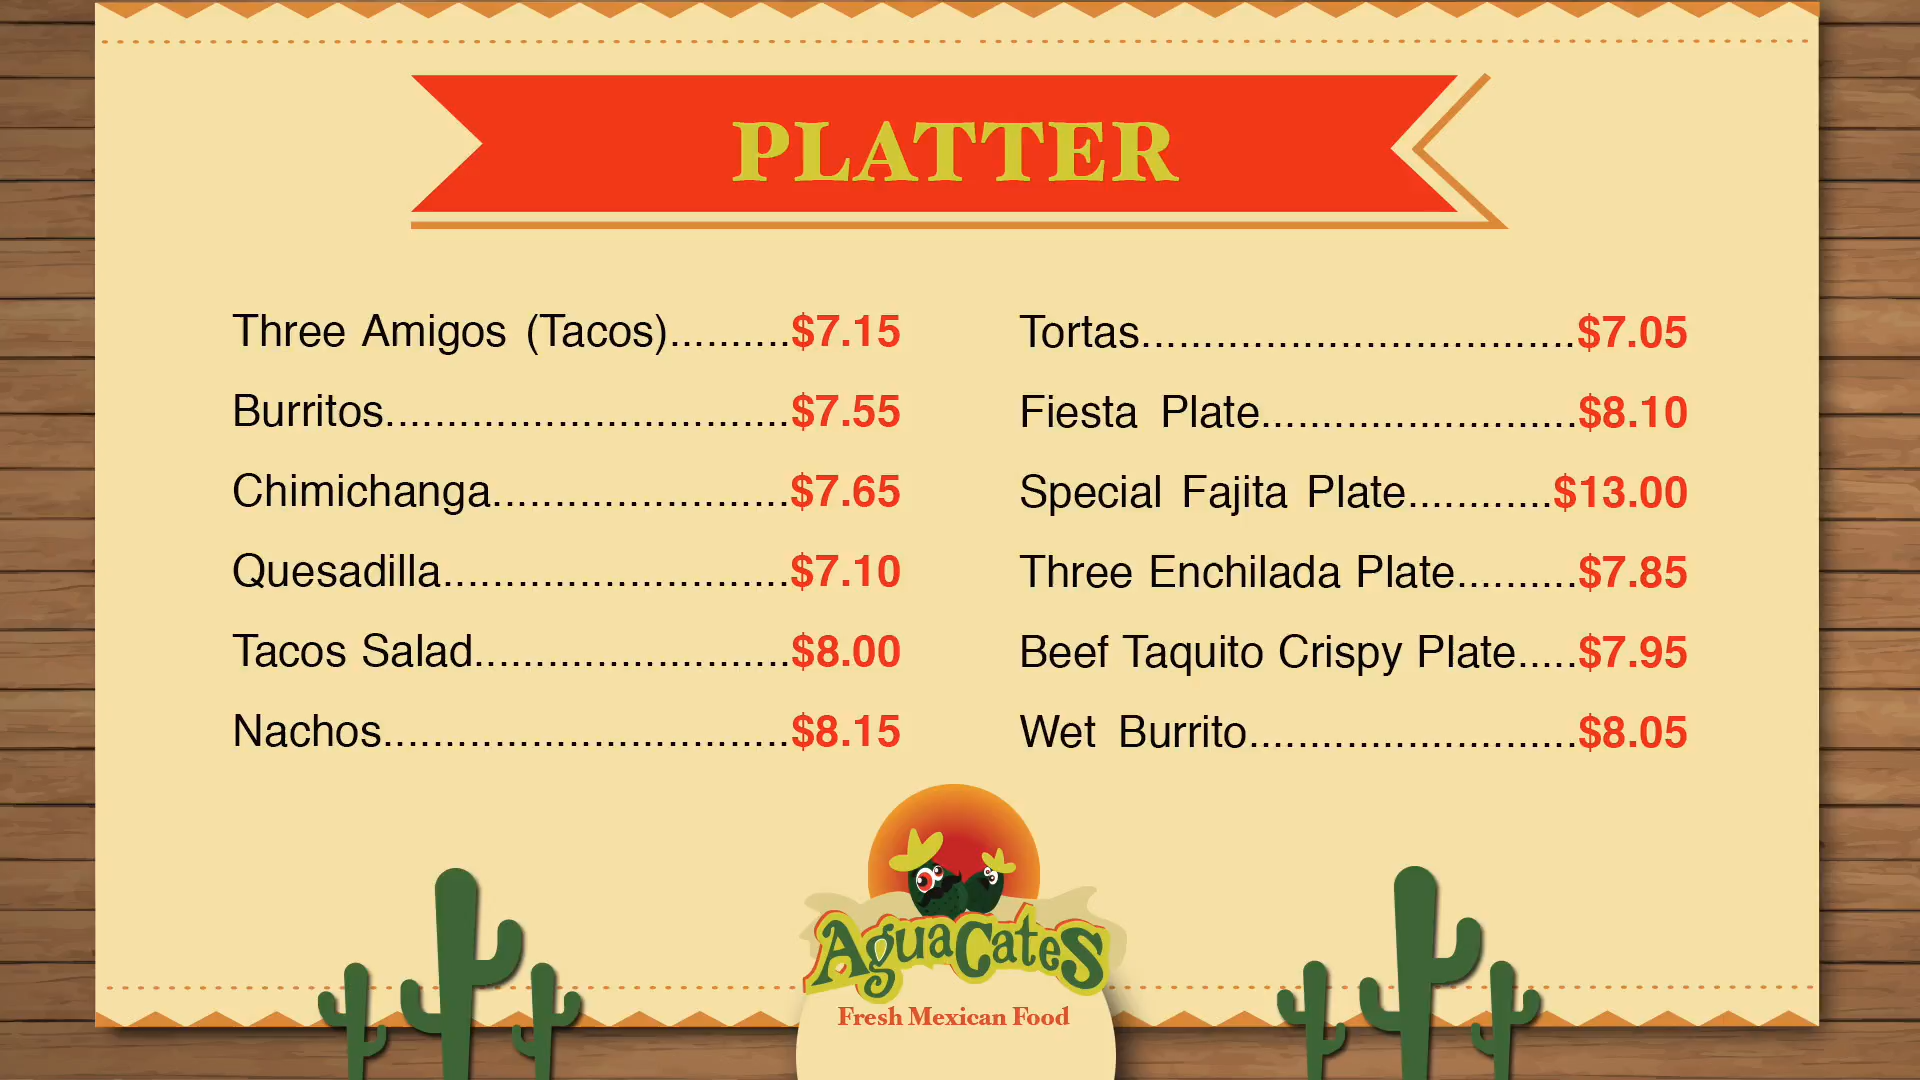 PLATTER
Three Amigos (Tacos)..........$7.15
Burritos.................................$7.55
Chimichanga........................$7.65
Quesadilla............................$7.10
Tacos Salad..........................$8.00
Nachos.................................$8.15
Tortas...................................$7.05
Fiesta Plate..........................$8.10
Special Fajita Plate............$13.00
Three Enchilada Plate..........$7.85
Beef Taquito Crispy Plate.....$7.95
Wet Burrito...........................$8.05
AguaCateS
Fresh Mexican Food